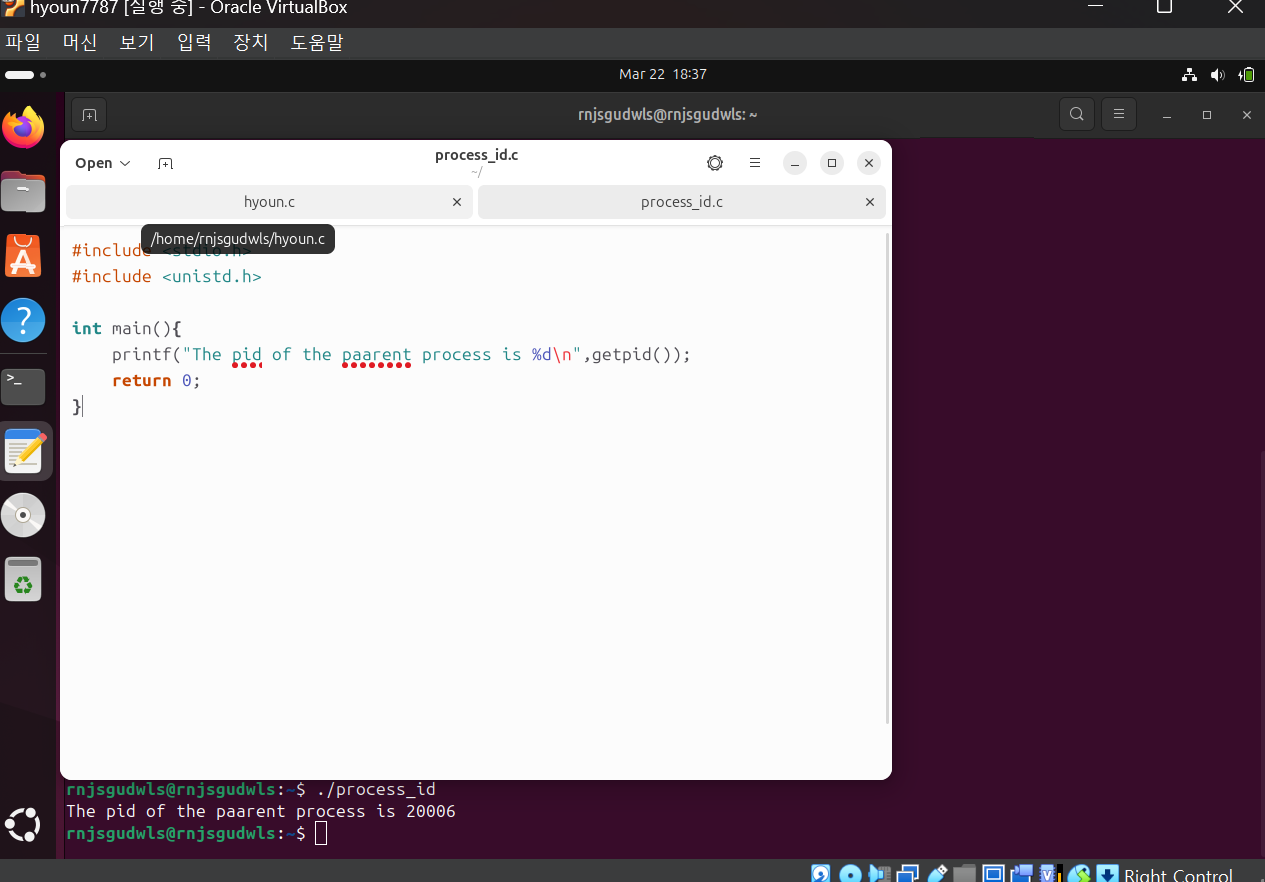 hyoun7787 [실행 중] - Oracle VirtualBox
파일 머신 보기 입력 장치 도움말
Mar 22 18:37
rnjsgudwls@rnjsgudwls: ~
Open
process_id.c
~/
hyoun.c
process_id.c
/home/rnjsgudwls/hyoun.c
#include <stdio.h>
#include <unistd.h>
int main(){
printf("The pid of the paarent process is %d\n",getpid());
return 0;
}
rnjsgudwls@rnjsgudwls:~$ ./process_id
The pid of the paarent process is 20006
rnjsgudwls@rnjsgudwls:~$
Right Control